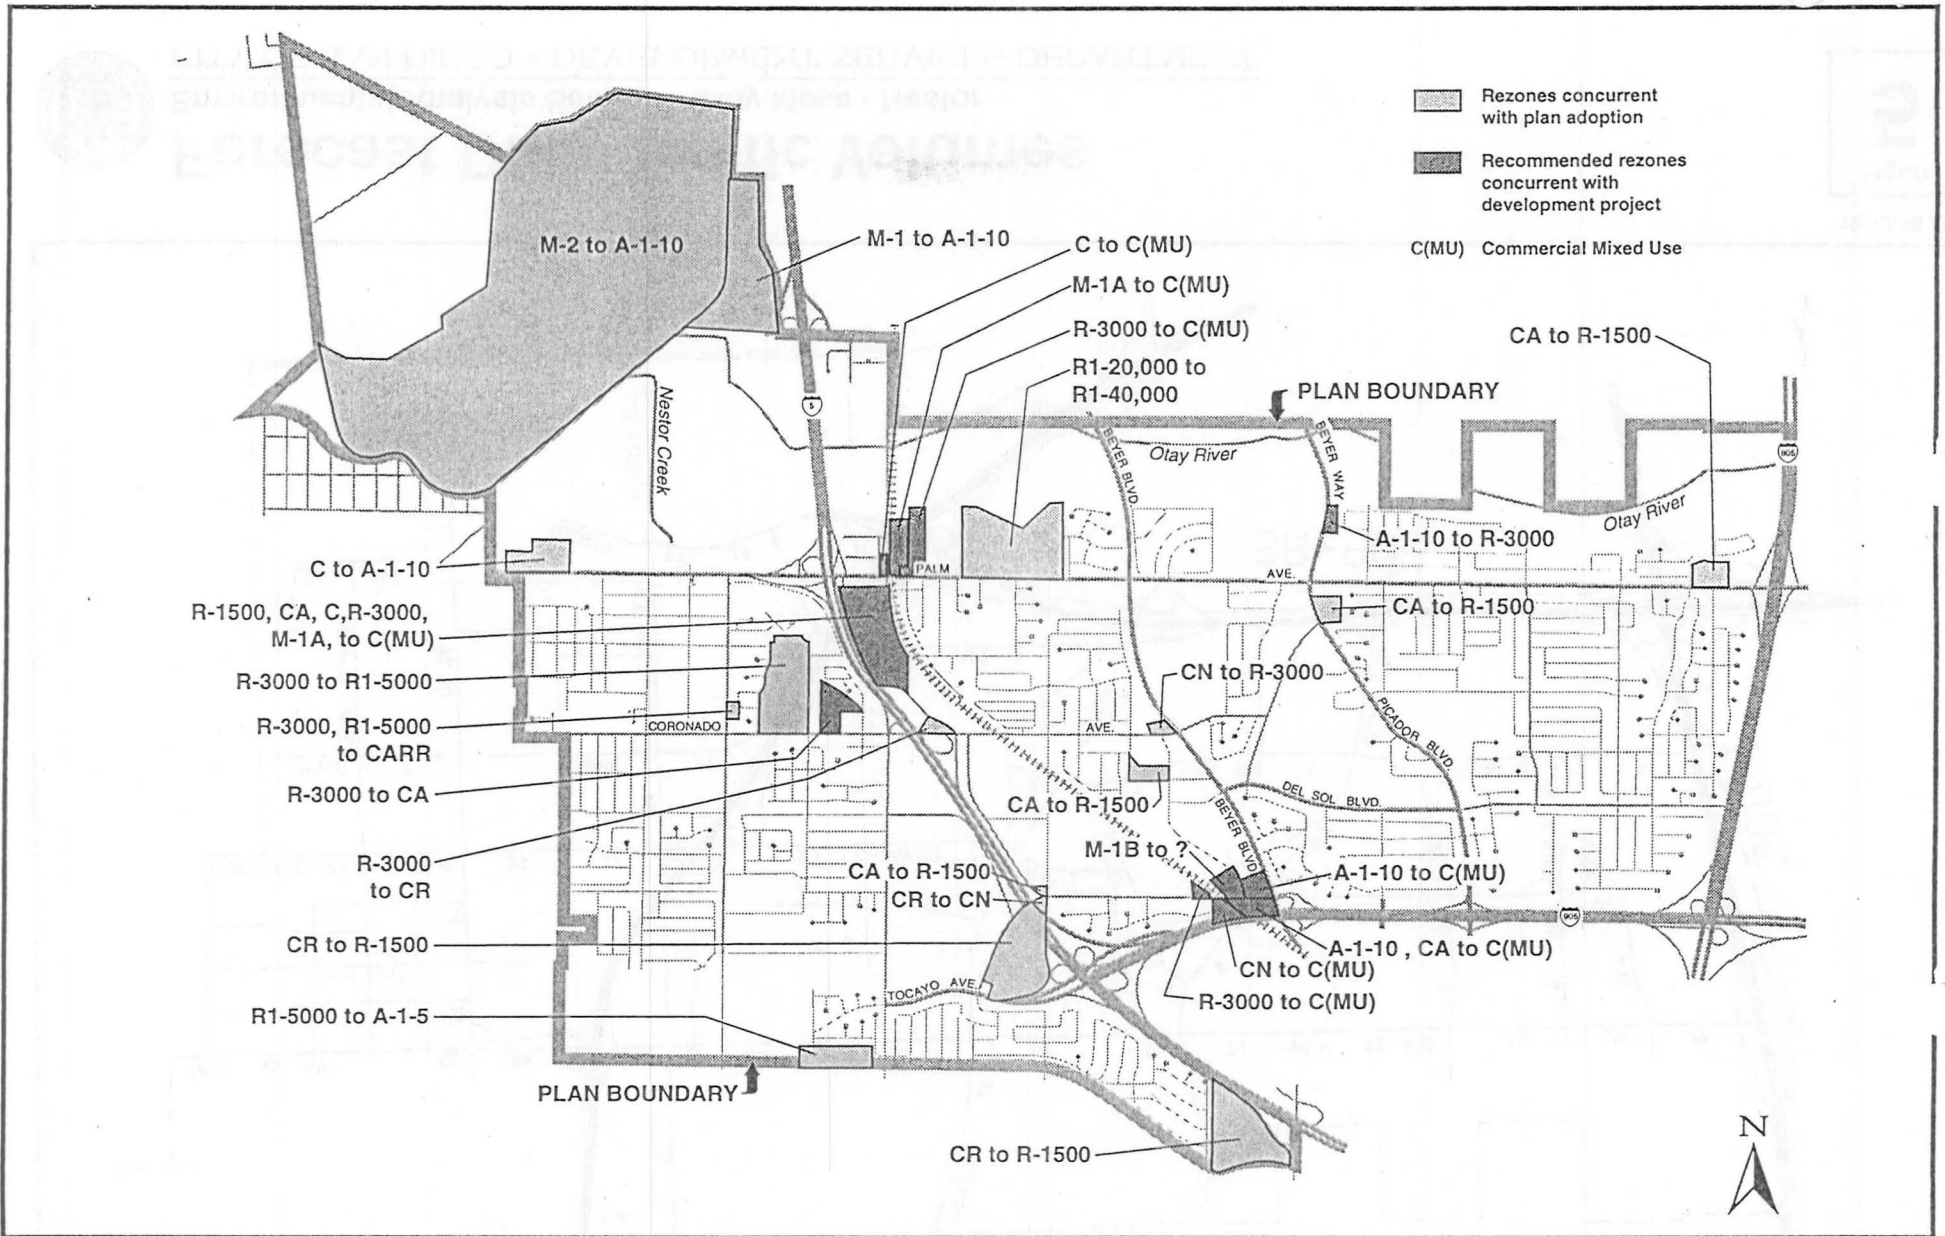 Rezones concurrent
with plan adoption
Recommended rezones
concurrent with
development project
C(MU) Commercial Mixed Use
M-2 to A-1-10
M-1 to A-1-10
C to C(MU)
M-1A to C(MU)
R-3000 to C(MU)
R1-20,000 to
R1-40,000
CA to R-1500
PLAN BOUNDARY
5
805
Nestor Creek
BEYER BLVD.
Otay River
BEYER WAY
Otay River
A-1-10 to R-3000
C to A-1-10
PALM
AVE.
R-1500, CA, C,R-3000,
M-1A, to C(MU)
CA to R-1500
R-3000 to R1-5000
CN to R-3000
R-3000, R1-5000
to CARR
CORONADO
AVE.
PICADOR BLVD.
R-3000 to CA
CA to R-1500
DEL SOL BLVD.
BEYER BLVD.
R-3000
to CR
M-1B to ?
CA to R-1500
CR to CN
A-1-10 to C(MU)
905
CR to R-1500
A-1-10 , CA to C(MU)
CN to C(MU)
TOCAYO AVE.
R-3000 to C(MU)
R1-5000 to A-1-5
PLAN BOUNDARY
CR to R-1500
N